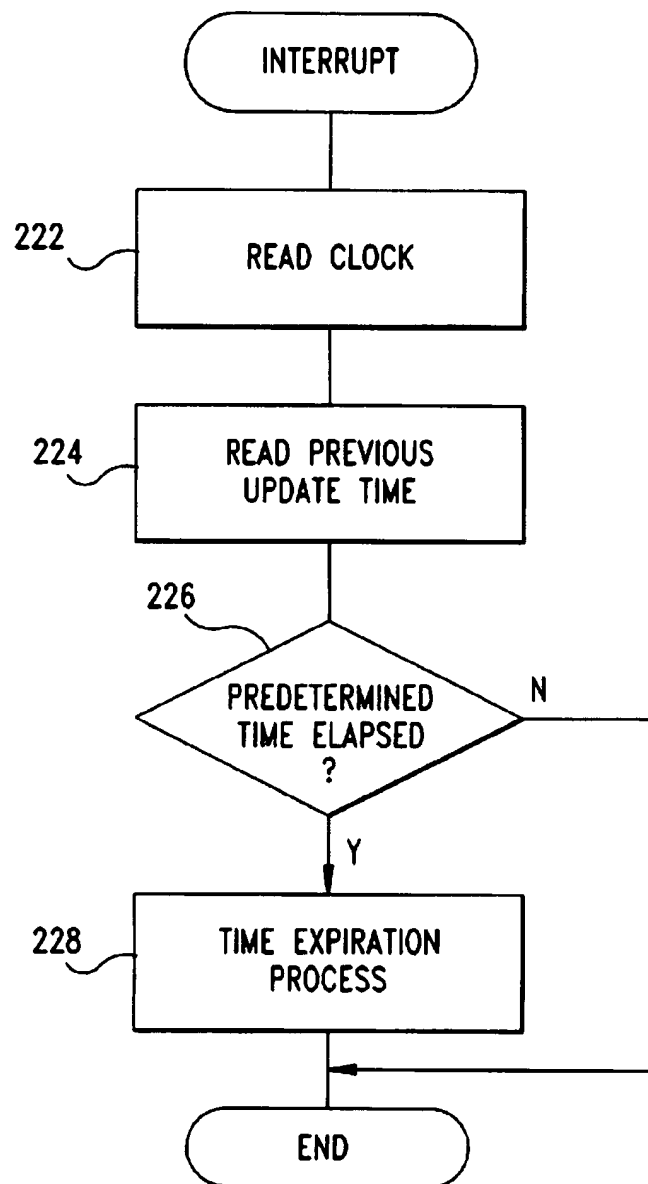 INTERRUPT
222
READ CLOCK
224
READ PREVIOUS
UPDATE TIME
226
PREDETERMINED
TIME ELAPSED
?
N
Y
228
TIME EXPIRATION
PROCESS
END